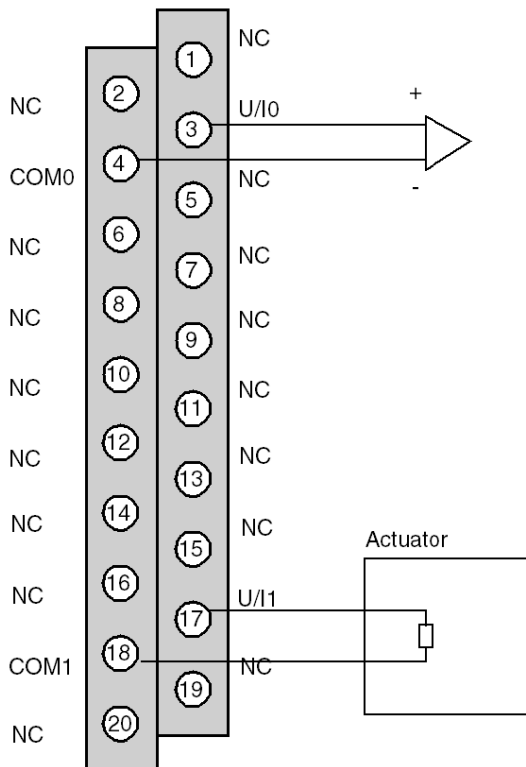 NC
1
2
+
NC
U/I0
3
4
COM0
NC
-
5
6
NC
NC
7
8
NC
NC
9
10
NC
NC
11
12
NC
NC
13
14
NC
NC
15
Actuator
16
NC
U/I1
17
18
COM1
NC
19
20
NC